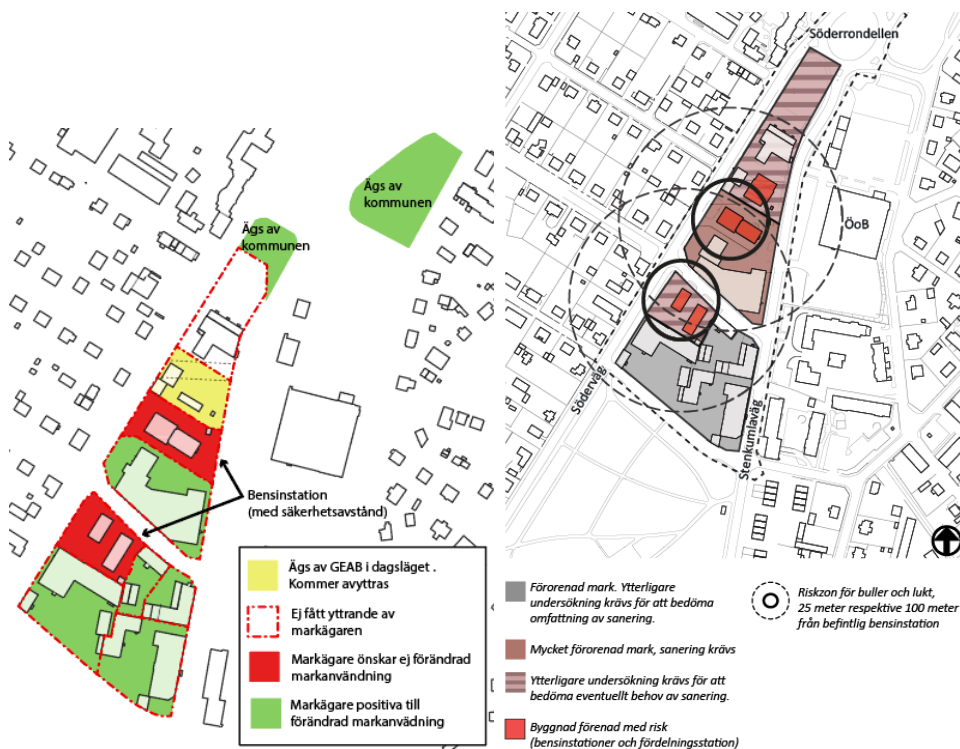 Ägs av
kommunen
Ägs av
kommunen
Bensinstation
(med säkerhetsavstånd)
Ägs av GEAB i dagsläget .
Kommer avyttras
Ej fått yttrande av
markägaren
Markägare önskar ej förändrad
markanvändning
Markägare positiva till
förändrad markanvädning
Söderrondellen
ÖoB
Söderväg
Stenkumlaväg
Förorenad mark. Ytterligare
undersökning krävs för att bedöma
omfattning av sanering.
Mycket förorenad mark, sanering krävs
Ytterligare undersökning krävs för att
bedöma eventuellt behov av sanering.
Byggnad förenad med risk
(bensinstationer och fördelningsstation)
Riskzon för buller och lukt,
25 meter respektive 100 meter
från befintlig bensinstation